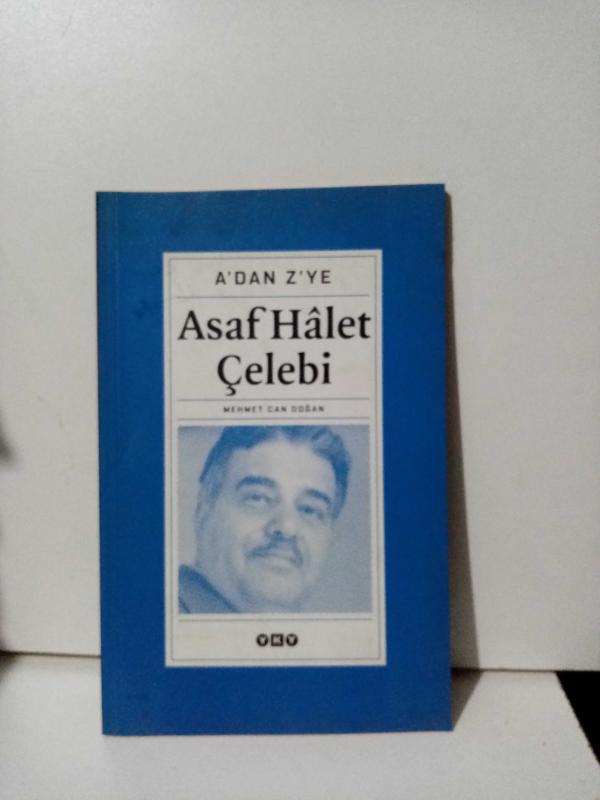 A'DAN Z'YE
Asaf Hâlet
Çelebi
MEHMET CAN DOĞAN
YKY